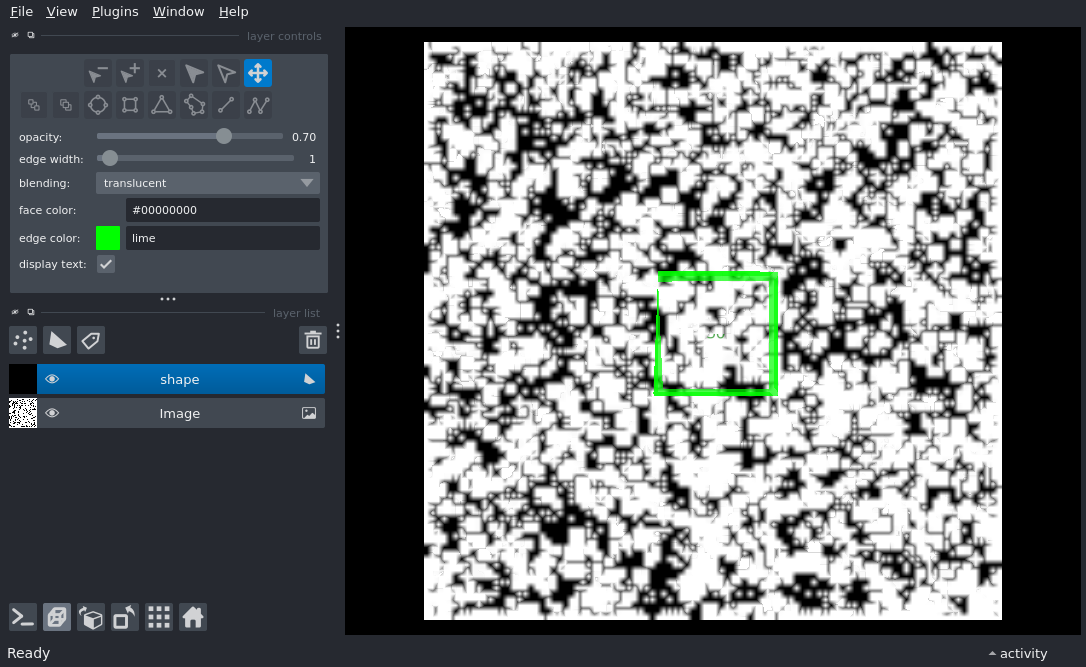 File View Plugins Window Help
layer controls
opacity: 0.70
edge width: 1
blending: translucent
face color: #00000000
edge color: lime
display text:
layer list
shape
Image
Ready
activity